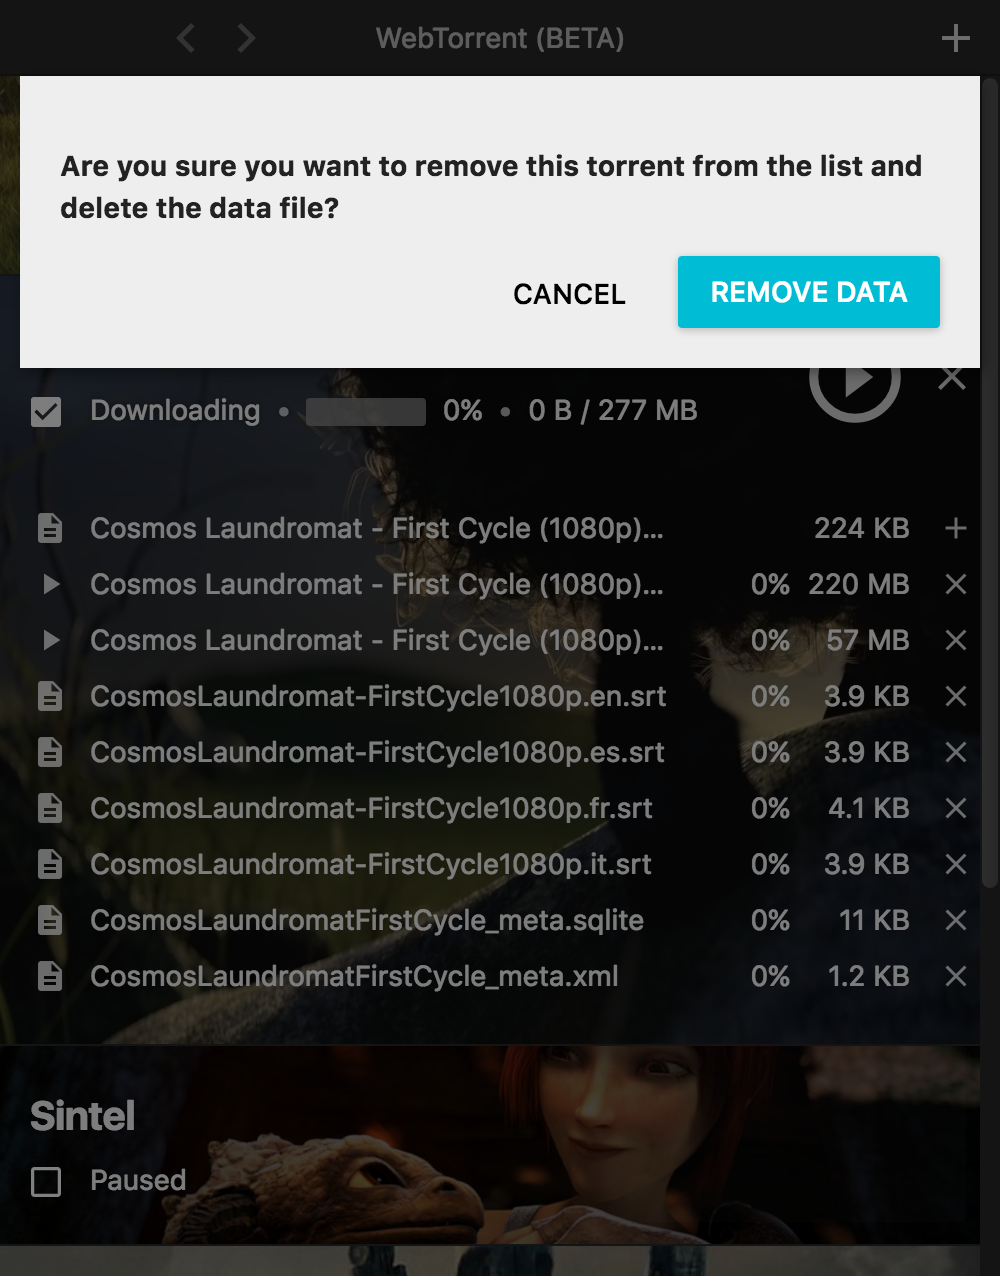 WebTorrent (BETA)
Are you sure you want to remove this torrent from the list and
delete the data file?
CANCEL
REMOVE DATA
Downloading • 0% • 0 B / 277 MB
Cosmos Laundromat - First Cycle (1080p)... 224 KB
Cosmos Laundromat - First Cycle (1080p)... 0% 220 MB
Cosmos Laundromat - First Cycle (1080p)... 0% 57 MB
CosmosLaundromat-FirstCycle1080p.en.srt 0% 3.9 KB
CosmosLaundromat-FirstCycle1080p.es.srt 0% 3.9 KB
CosmosLaundromat-FirstCycle1080p.fr.srt 0% 4.1 KB
CosmosLaundromat-FirstCycle1080p.it.srt 0% 3.9 KB
CosmosLaundromatFirstCycle_meta.sqlite 0% 11 KB
CosmosLaundromatFirstCycle_meta.xml 0% 1.2 KB
Sintel
Paused